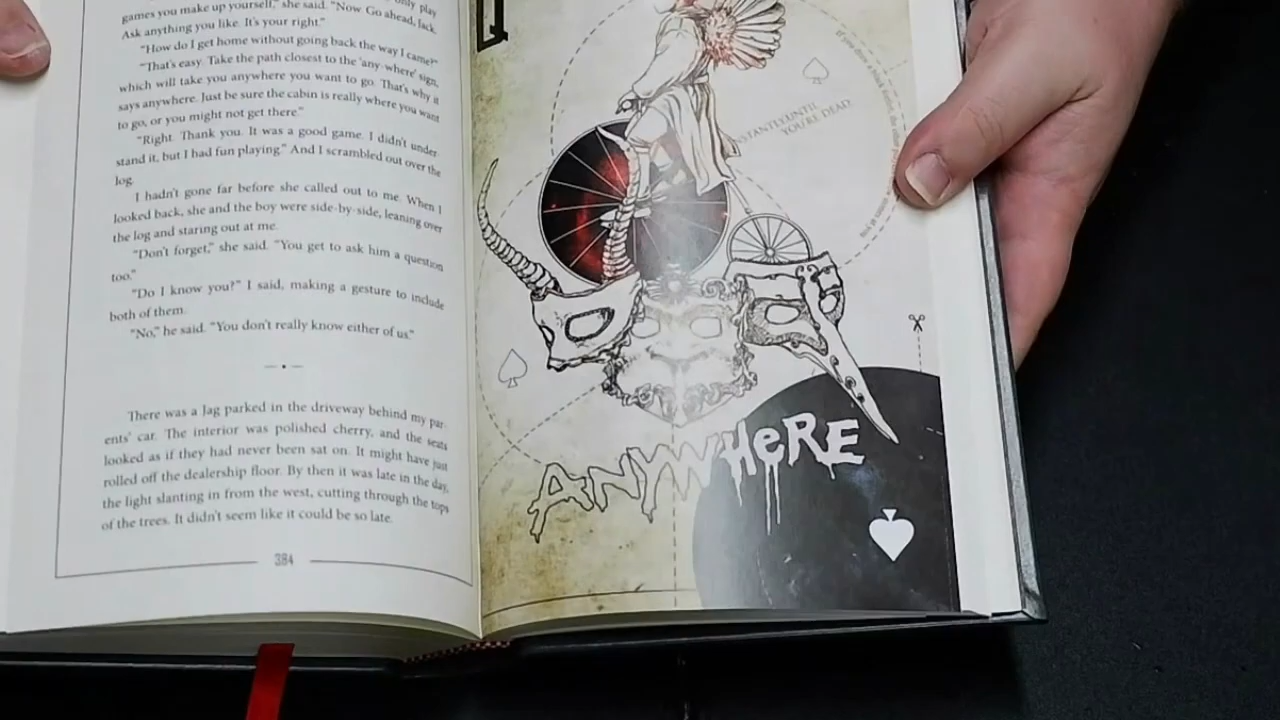 only play
games you make up yourself," she said. "Now. Go ahead, Jack.
Ask anything you like. It's your right."
"How do I get home without going back the way I came?"
"That's easy. Take the path closest to the 'any-where' sign,
which will take you anywhere you want to go. That's why it
says anywhere. Just be sure the cabin is really where you want
to go, or you might not get there."
"Right. Thank you. It was a good game. I didn't under-
stand it, but I had fun playing." And I scrambled out over the
log.
I hadn't gone far before she called out to me. When I
looked back, she and the boy were side-by-side, leaning over
the log and staring out at me.
"Don't forget," she said. "You get to ask him a question
too."
"Do I know you?" I said, making a gesture to include
both of them.
"No," he said. "You don't really know either of us."
There was a Jag parked in the driveway behind my par-
ents' car. The interior was polished cherry, and the seats
looked as if they had never been sat on. It might have just
rolled off the dealership floor. By then it was late in the day,
the light slanting in from the west, cutting through the tops
of the trees. It didn't seem like it could be so late.
384
Q
UNTIL
YOU'RE DEAD
ANYWHeRE